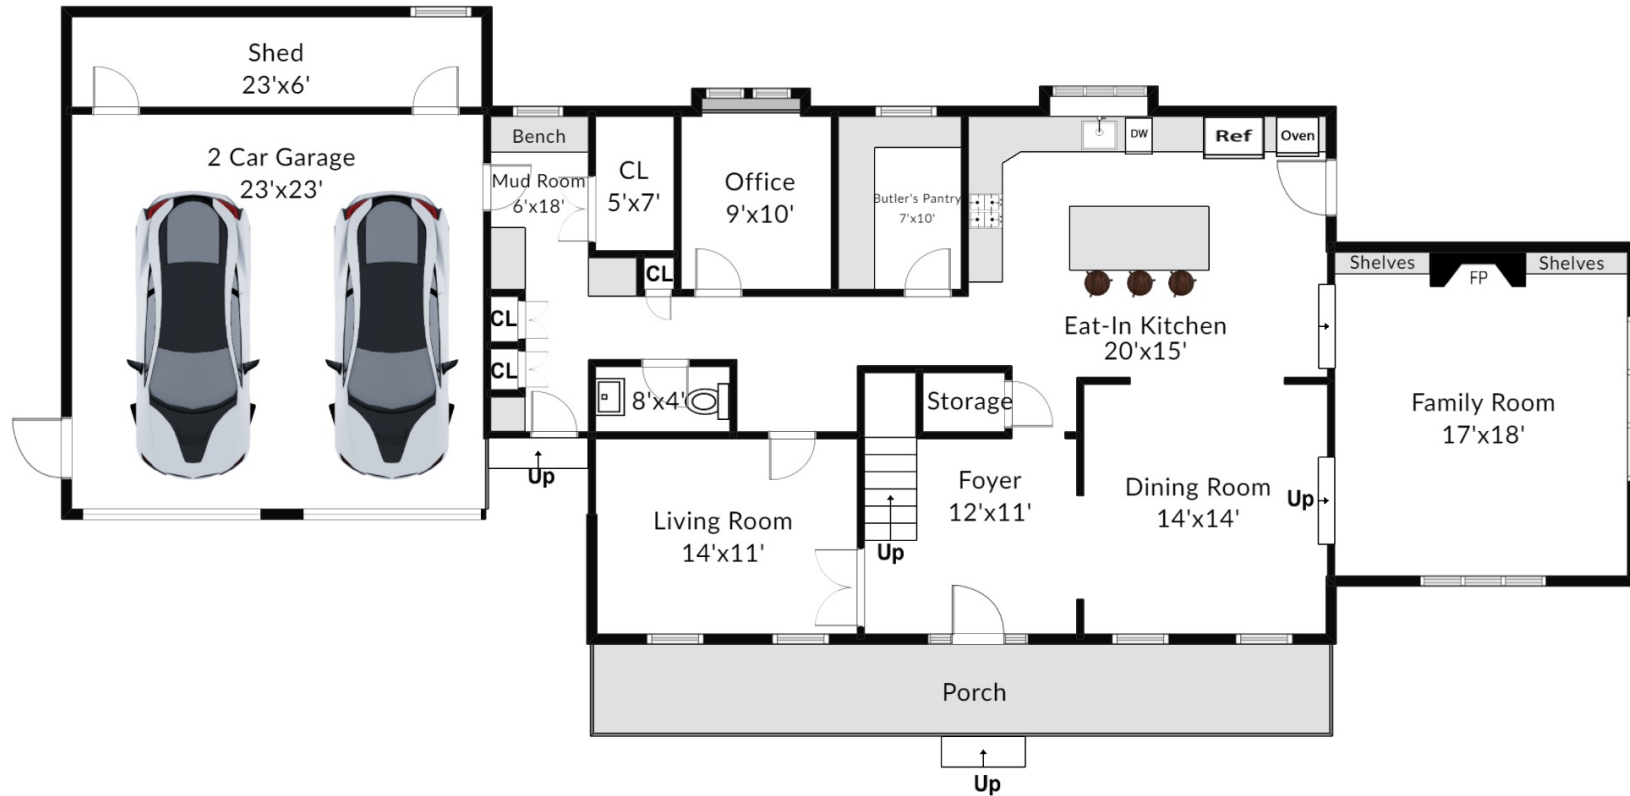 Shed
23'x6'
2 Car Garage
23'x23'
Bench
Mud Room
6'x18'
CL
5'x7'
Office
9'x10'
Butler's Pantry
7'x10'
DW
Ref
Oven
CL
CL
CL
8'x4'
Storage
Eat-In Kitchen
20'x15'
Shelves
FP
Shelves
Family Room
17'x18'
Up
Living Room
14'x11'
Up
Foyer
12'x11'
Dining Room
14'x14'
Up
Porch
Up